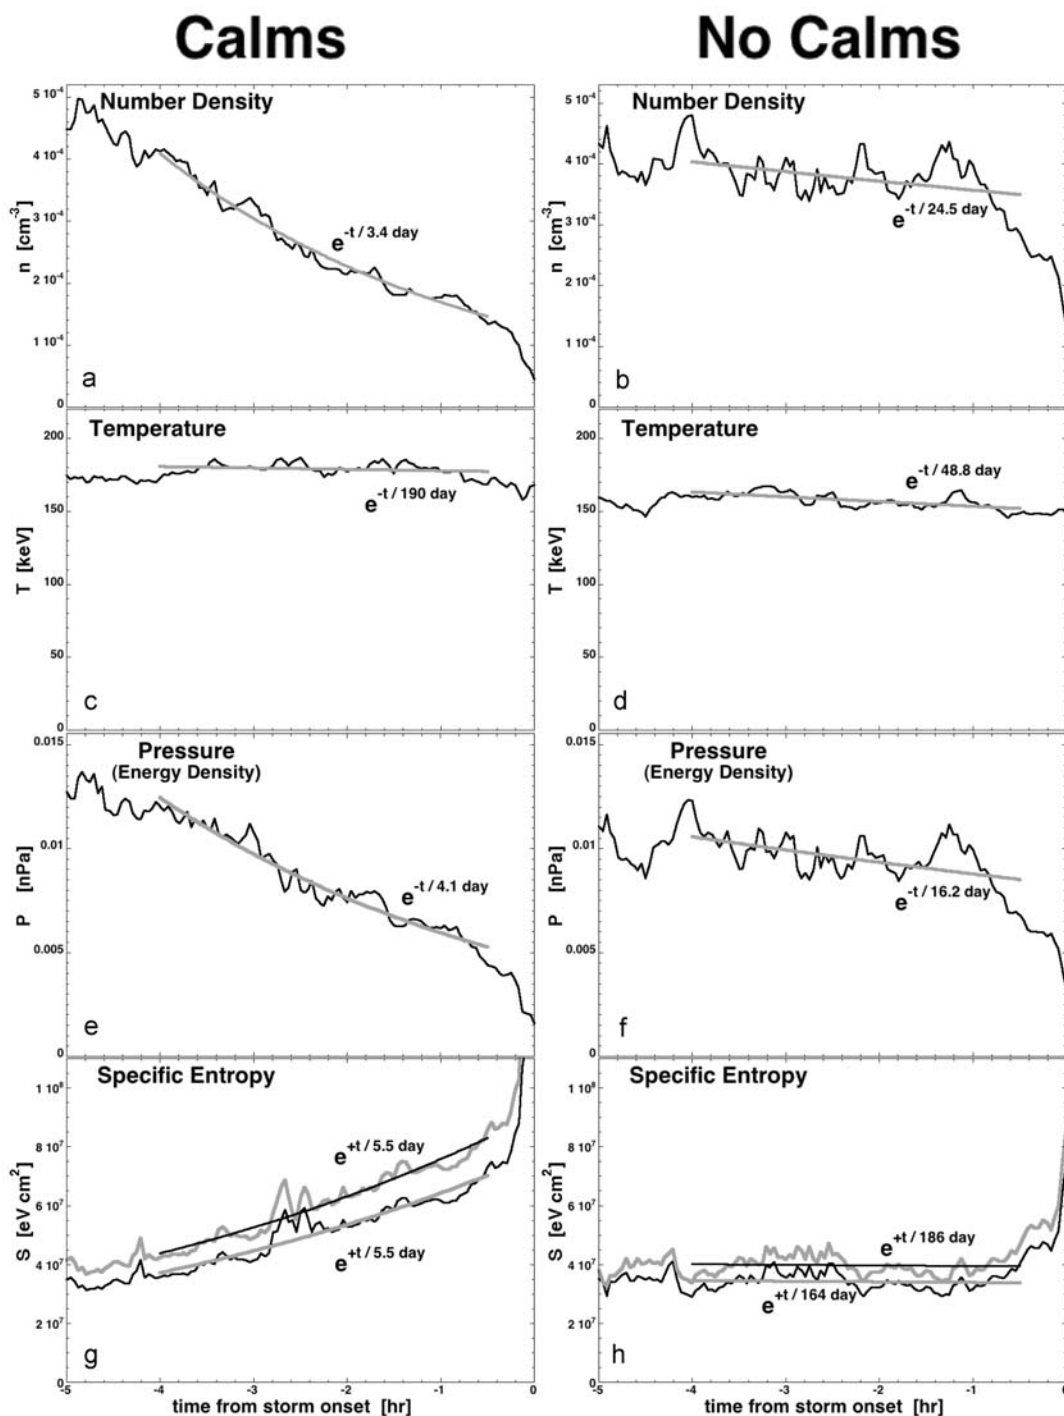 Calms
No Calms
Number Density
5 10⁻⁴
4 10⁻⁴
3 10⁻⁴
2 10⁻⁴
1 10⁻⁴
0
n [cm⁻³]
e⁻ᵗ / 3.4 day
a
Number Density
5 10⁻⁴
4 10⁻⁴
3 10⁻⁴
2 10⁻⁴
1 10⁻⁴
0
n [cm⁻³]
e⁻ᵗ / 24.5 day
b
Temperature
200
150
100
50
0
T [keV]
e⁻ᵗ / 190 day
c
Temperature
200
150
100
50
0
T [keV]
e⁻ᵗ / 48.8 day
d
Pressure
(Energy Density)
0.015
0.01
0.005
0
P [nPa]
e⁻ᵗ / 4.1 day
e
Pressure
(Energy Density)
0.015
0.01
0.005
0
P [nPa]
e⁻ᵗ / 16.2 day
f
Specific Entropy
1 10⁸
8 10⁷
6 10⁷
4 10⁷
2 10⁷
0
S [eV cm²]
e⁺ᵗ / 5.5 day
e⁺ᵗ / 5.5 day
g
-5 -4 -3 -2 -1 0
time from storm onset [hr]
Specific Entropy
1 10⁸
8 10⁷
6 10⁷
4 10⁷
2 10⁷
0
S [eV cm²]
e⁺ᵗ / 186 day
e⁺ᵗ / 164 day
h
-5 -4 -3 -2 -1
time from storm onset [hr]